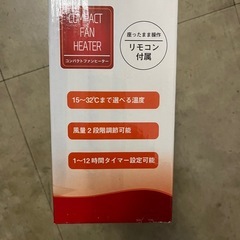 COMPACT
FAN
HEATER
コンパクトファンヒーター
座ったまま操作
リモコン
付属
15〜32℃まで選べる温度
風量2段階調節可能
1〜12時間タイマー設定可能